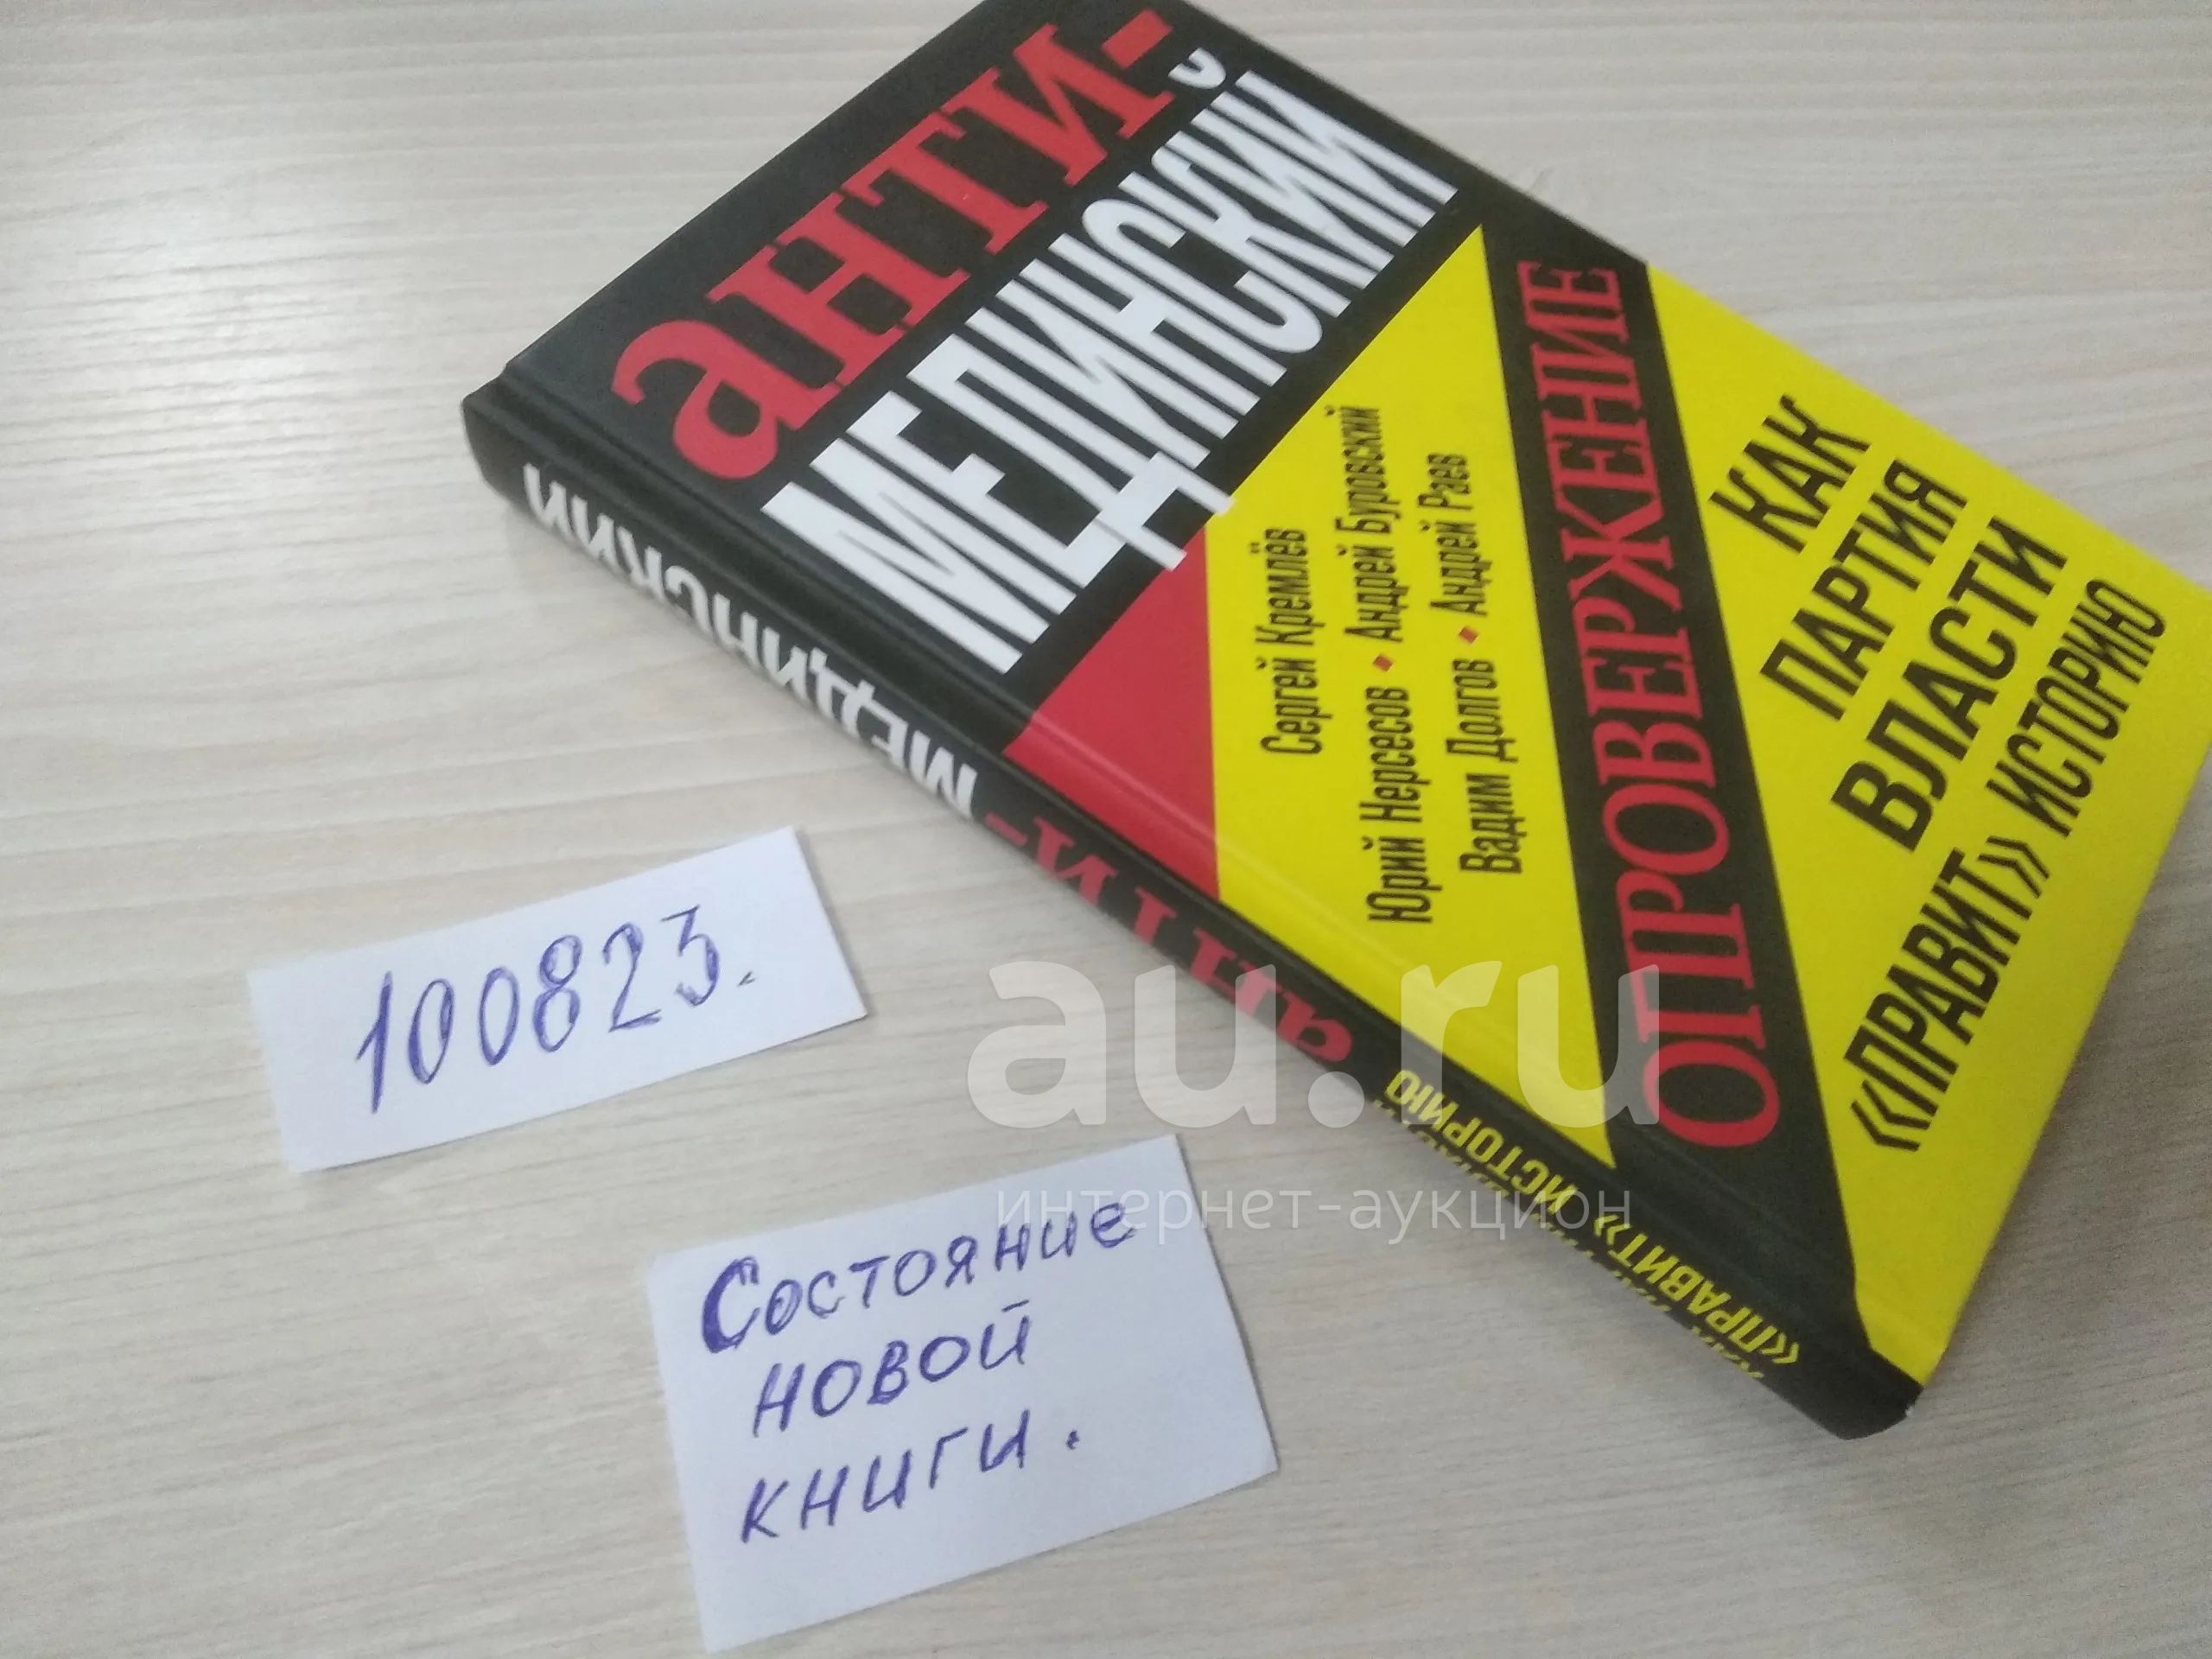 анти-
МЕДИНСКИЙ
Сергей Кремлёв
Юрий Нерсесов • Андрей Буровский
Вадим Долгов • Андрей Раев
ОПРОВЕРЖЕНИЕ
КАК
ПАРТИЯ
ВЛАСТИ
«ПРАВИТ» ИСТОРИЮ
анти-МЕДИНСКИЙ
«ПРАВИТ» ИСТОРИЮ
100823.
Состояние
новой
книги.
au.ru
интернет-аукцион